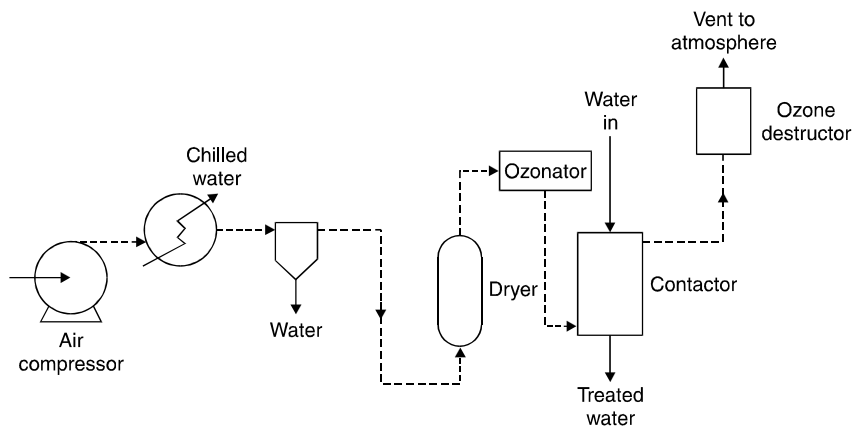 Vent to
atmosphere
Ozone
destructor
Water
in
Chilled
water
Ozonator
Dryer
Contactor
Water
Air
compressor
Treated
water